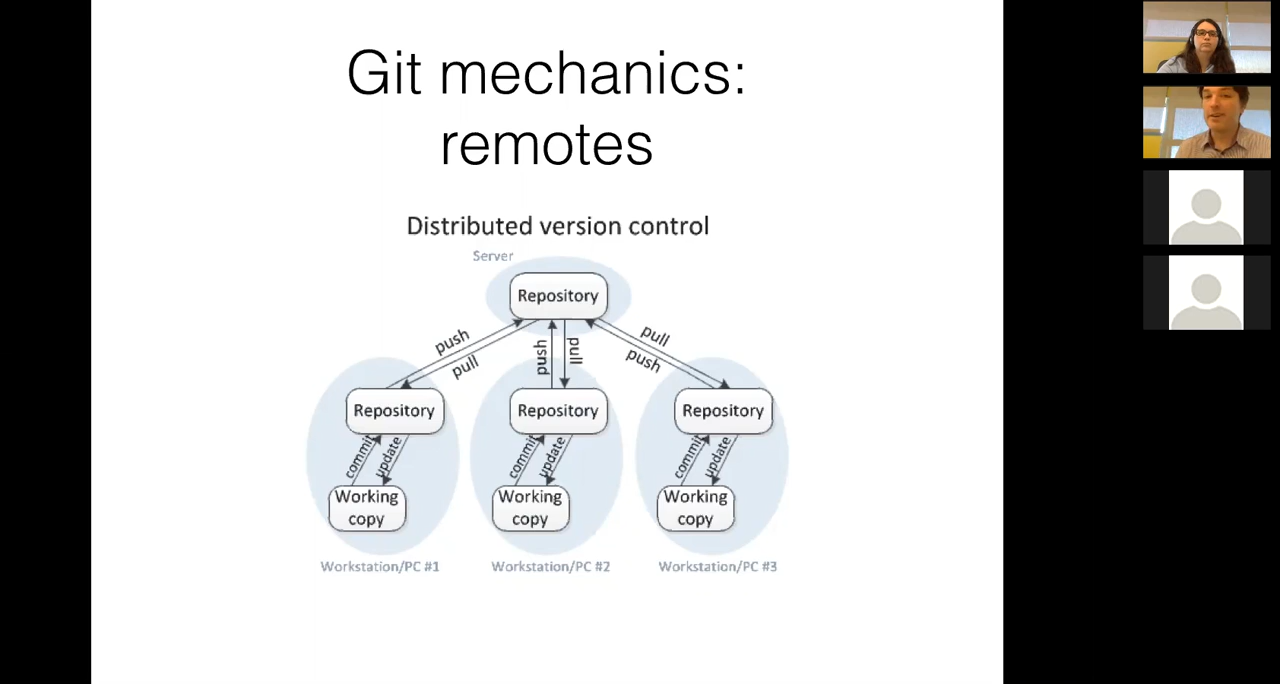 Git mechanics:
remotes
Distributed version control
Server
Repository
push
pull
push
pull
pull
push
Repository
Repository
Repository
commit
update
commit
update
commit
update
Working
copy
Working
copy
Working
copy
Workstation/PC #1
Workstation/PC #2
Workstation/PC #3